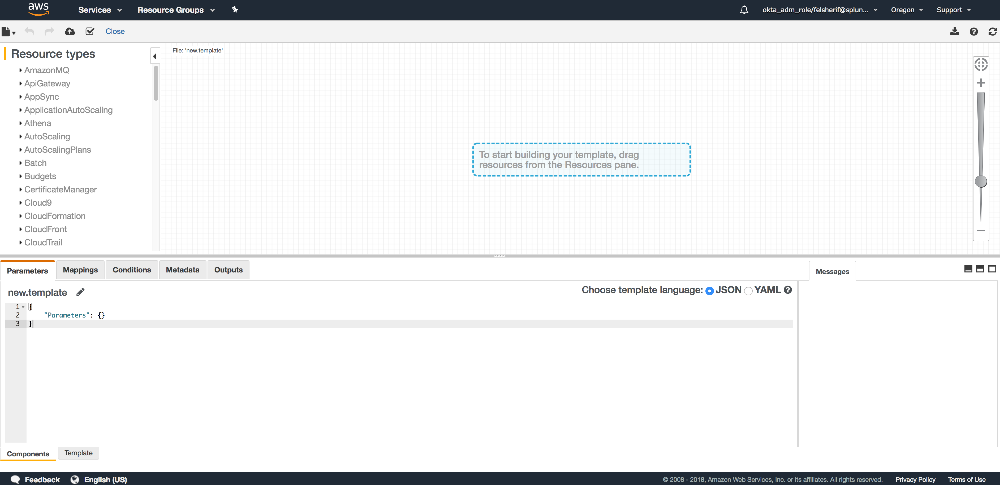 aws Services Resource Groups okta_adm_role/felsherif@splun... Oregon Support
Close
Resource types
AmazonMQ
ApiGateway
AppSync
ApplicationAutoScaling
Athena
AutoScaling
AutoScalingPlans
Batch
Budgets
CertificateManager
Cloud9
CloudFormation
CloudFront
CloudTrail
File: 'new.template'
To start building your template, drag
resources from the Resources pane.
Parameters Mappings Conditions Metadata Outputs
Messages
new.template
Choose template language: JSON YAML
1 {
2 "Parameters": {}
3 }
Components Template
Feedback English (US) © 2008 - 2018, Amazon Web Services, Inc. or its affiliates. All rights reserved. Privacy Policy Terms of Use